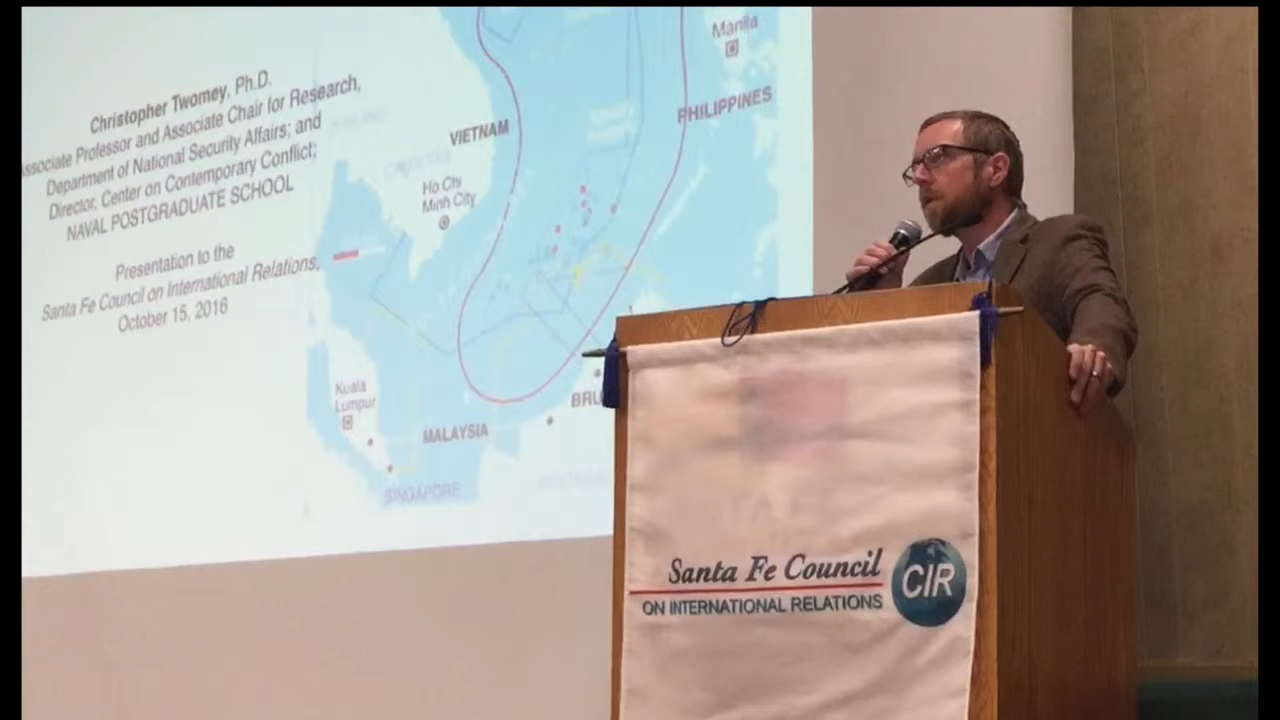 Christopher Twomey, Ph.D.
Associate Professor and Associate Chair for Research,
Department of National Security Affairs; and
Director, Center on Contemporary Conflict;
NAVAL POSTGRADUATE SCHOOL
Presentation to the
Santa Fe Council on International Relations,
October 15, 2016
Manila
PHILIPPINES
VIETNAM
Ho Chi
Minh City
Kuala
Lumpur
MALAYSIA
BRU
SINGAPORE
Santa Fe Council
ON INTERNATIONAL RELATIONS
CIR